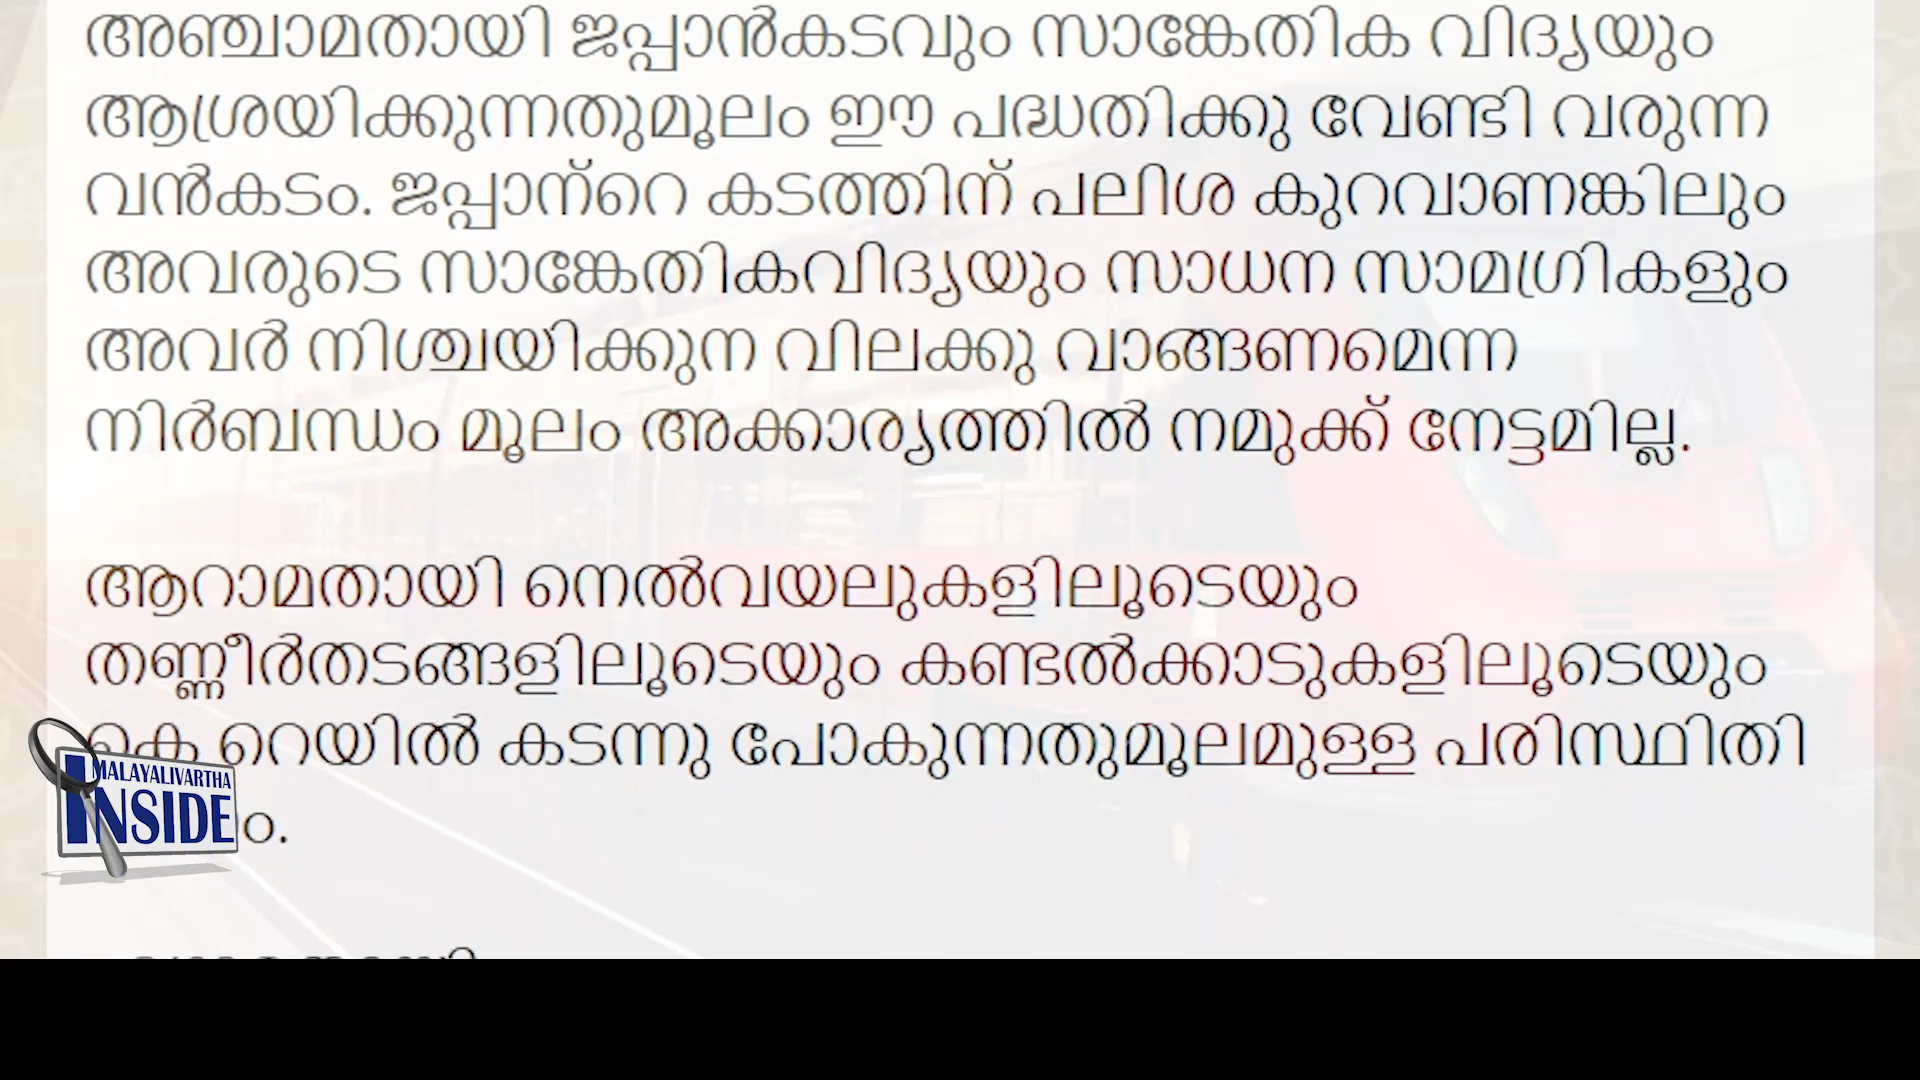 അഞ്ചാമതായി ജപ്പാൻകടവും സാങ്കേതിക വിദ്യയും
ആശ്രയിക്കുന്നതുമൂലം ഈ പദ്ധതിക്കു വേണ്ടി വരുന്ന
വൻകടം. ജപ്പാന്റെ കടത്തിന് പലിശ കുറവാണങ്കിലും
അവരുടെ സാങ്കേതികവിദ്യയും സാധന സാമഗ്രികളും
അവർ നിശ്ചയിക്കുന വിലക്കു വാങ്ങണമെന്ന
നിർബന്ധം മൂലം അക്കാര്യത്തിൽ നമുക്ക് നേട്ടമില്ല.
ആറാമതായി നെൽവയലുകളിലൂടെയും
തണ്ണീർതടങ്ങളിലൂടെയും കണ്ടൽക്കാടുകളിലൂടെയും
കെ റെയിൽ കടന്നു പോകുന്നതുമൂലമുള്ള പരിസ്ഥിതി
MALAYALIVARTHA
INSIDE